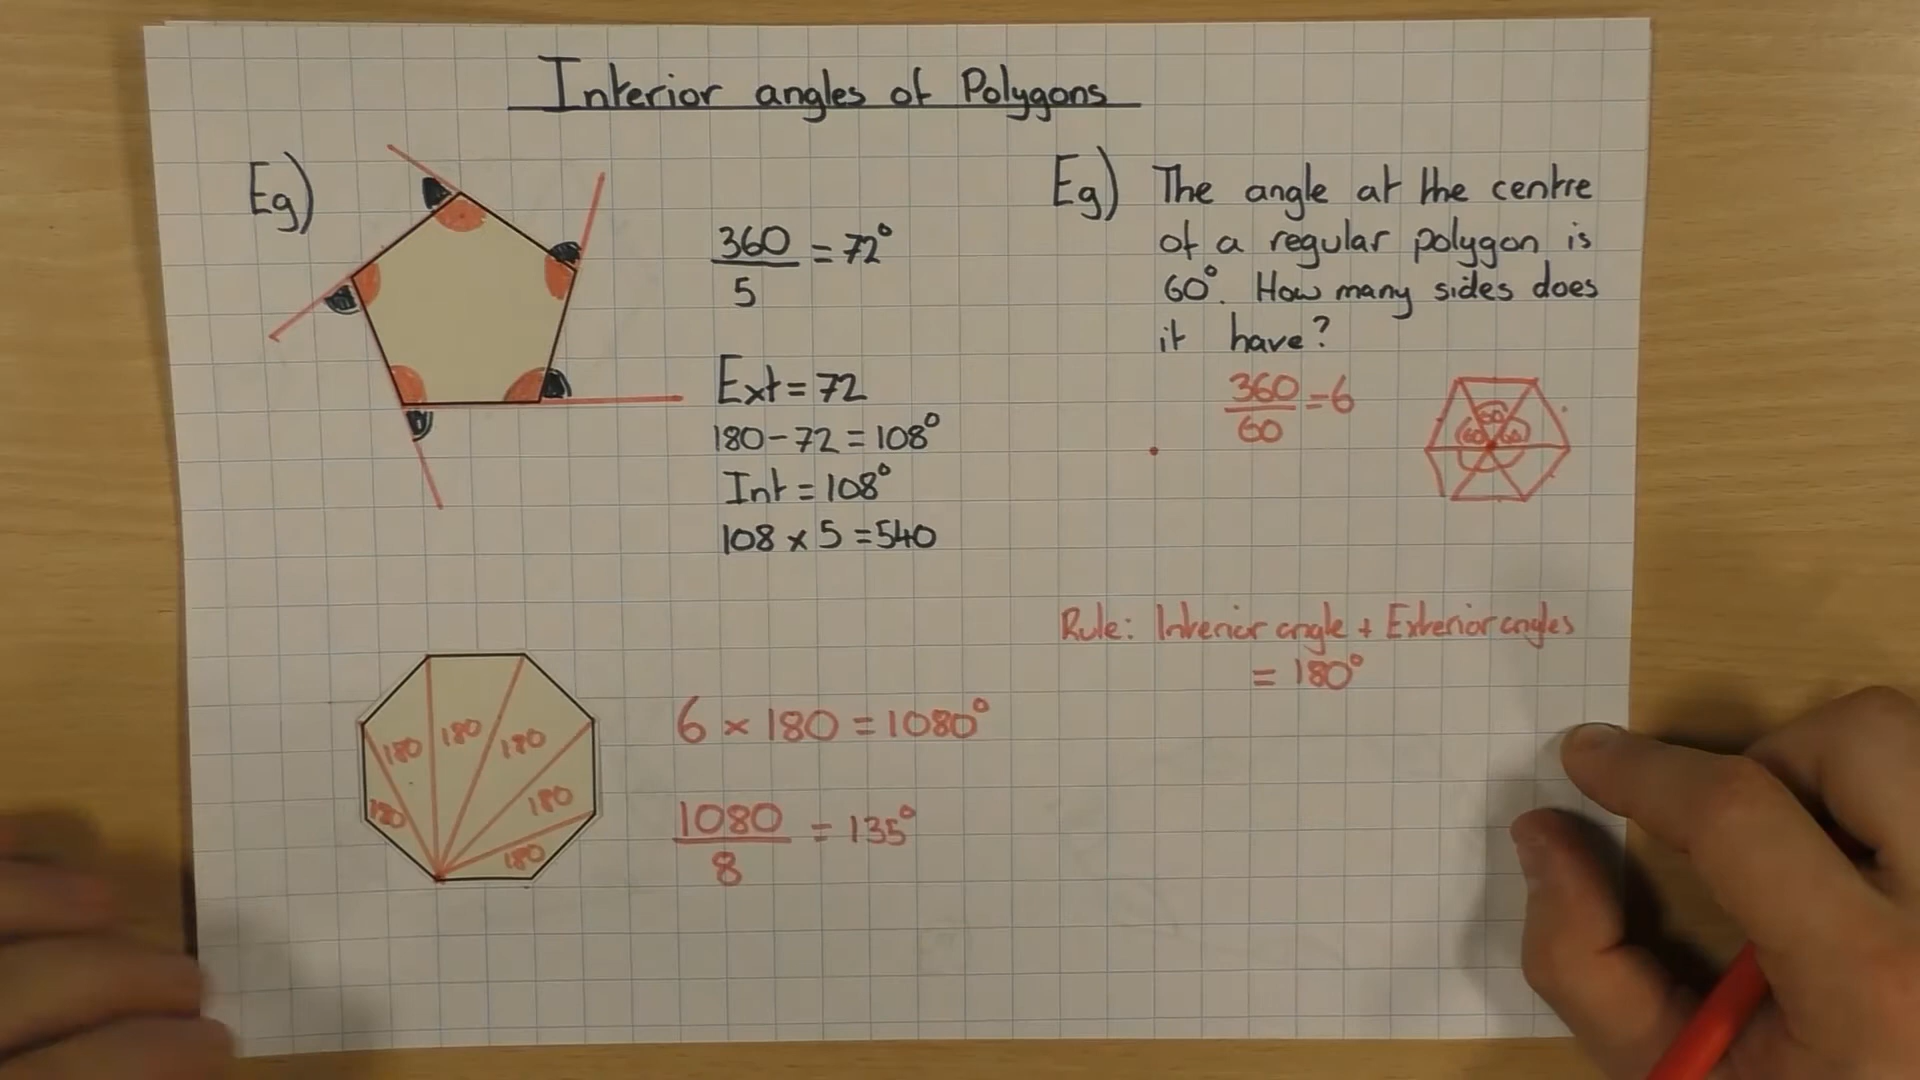 Interior angles of Polygons
Eg)
360
5
= 72°
Ext = 72
180 - 72 = 108°
Int = 108°
108 x 5 = 540
Eg) The angle at the centre
of a regular polygon is
60°. How many sides does
it have?
360
60
= 6
60
60
60
Rule: Interior angle + Exterior angles
= 180°
180
180
180
180
180
180
6 x 180 = 1080°
1080
8
= 135°